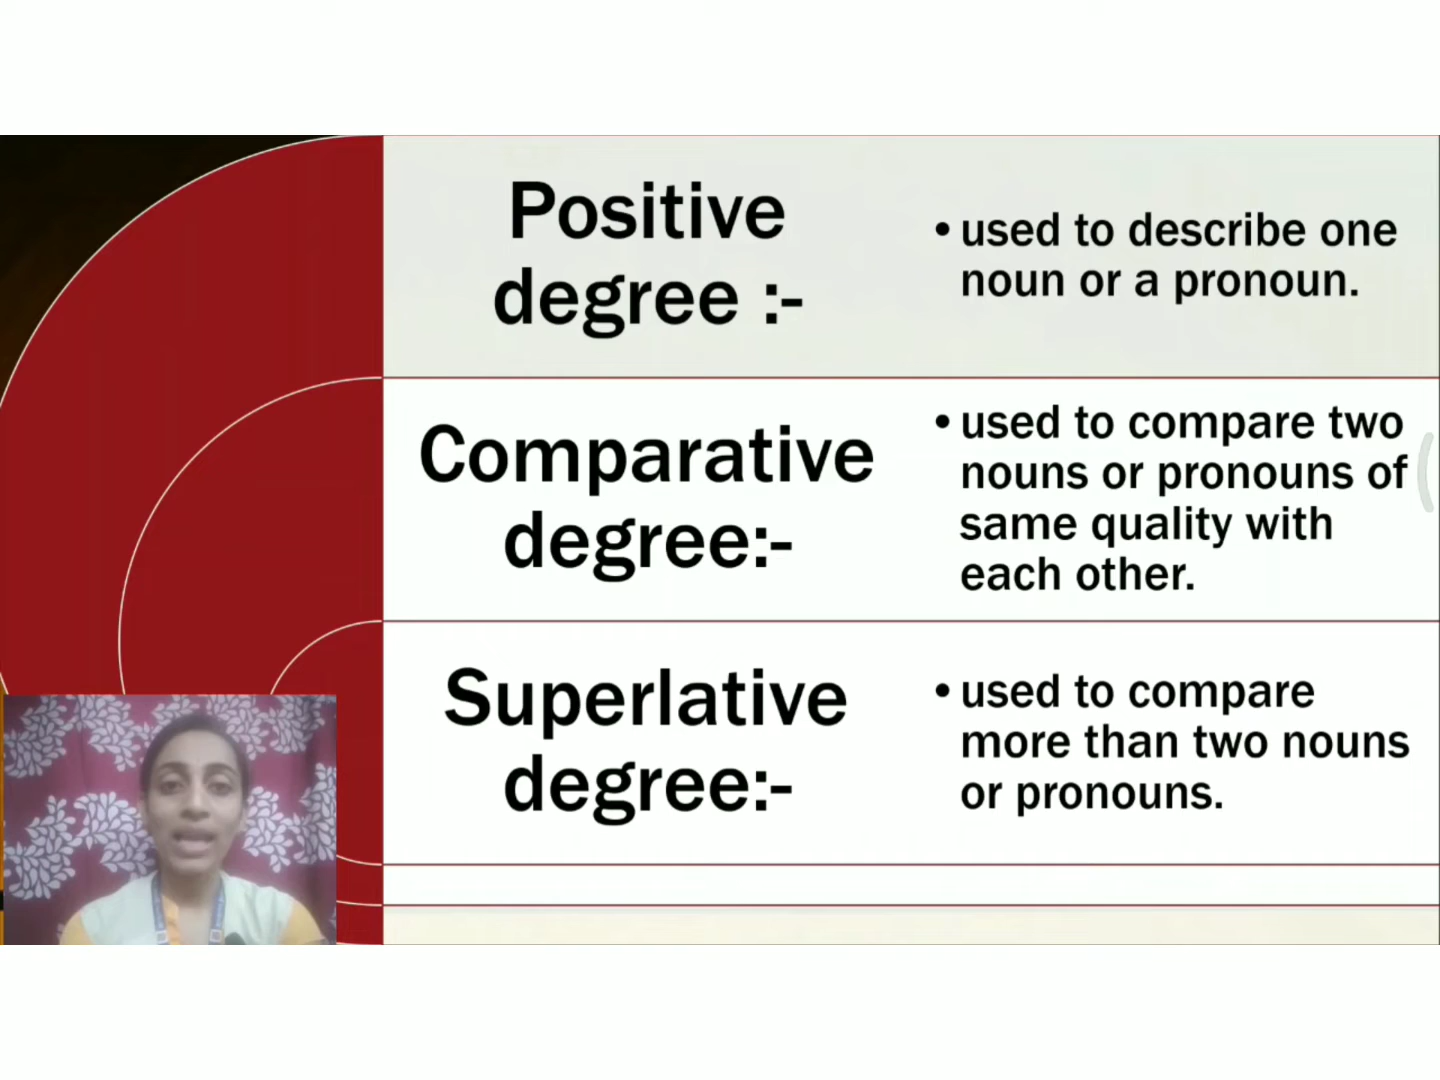 Positive
degree :-
• used to describe one
noun or a pronoun.
Comparative
degree:-
• used to compare two
nouns or pronouns of
same quality with
each other.
Superlative
degree:-
• used to compare
more than two nouns
or pronouns.